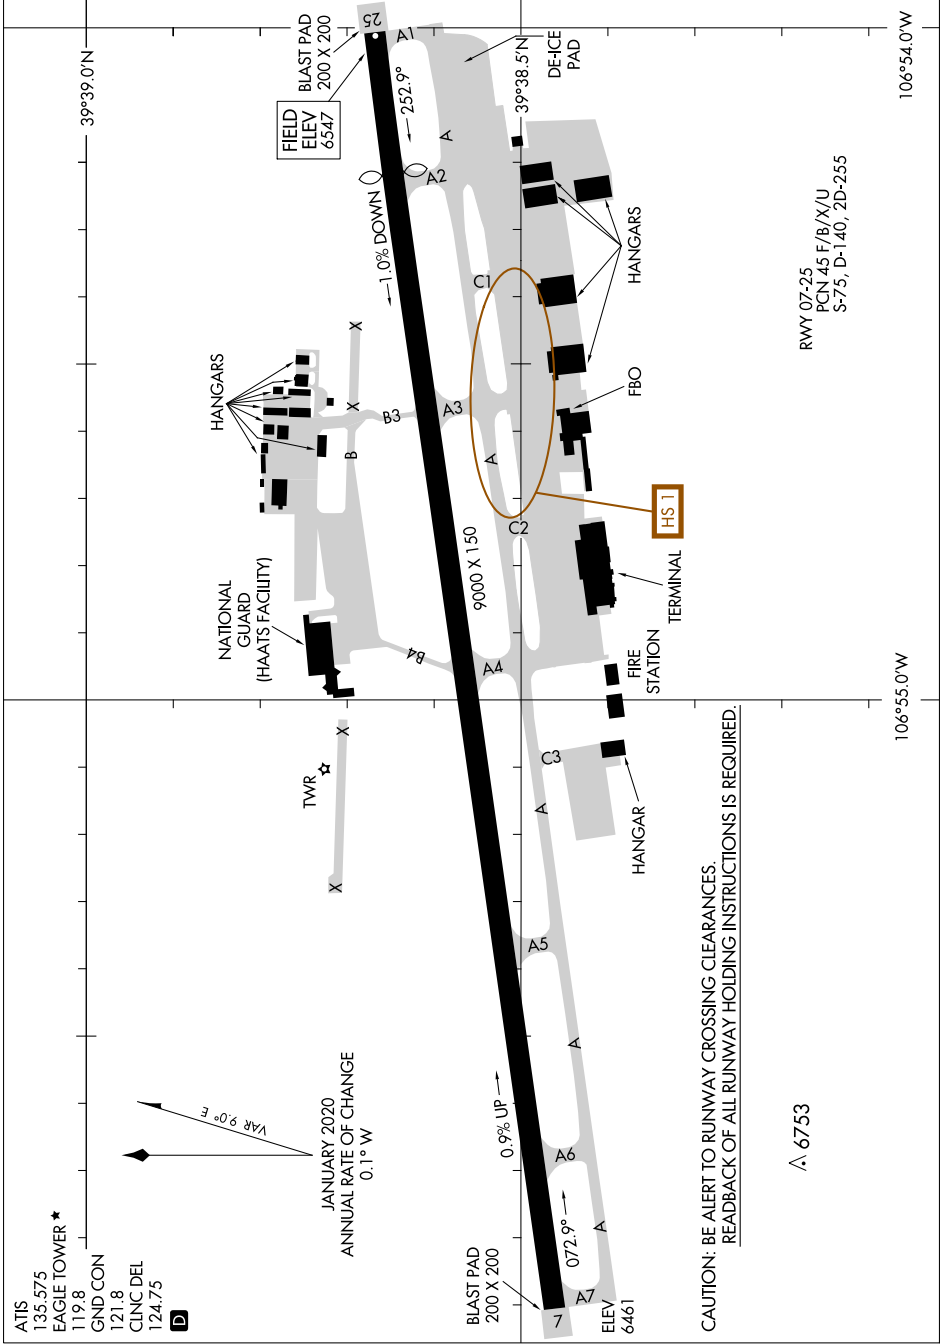 ATIS
135.575
EAGLE TOWER ★
119.8
GND CON
121.8
CLNC DEL
124.75
D
VAR 9.0° E
JANUARY 2020
ANNUAL RATE OF CHANGE
0.1° W
39°39.0'N
39°38.5'N
106°54.0'W
106°55.0'W
BLAST PAD
200 X 200
25
FIELD
ELEV
6547
252.9°
A1
DE-ICE
PAD
A
A2
1.0% DOWN
C1
HANGARS
HANGARS
X
X
B3
A3
B
A
FBO
HS 1
C2
9000 X 150
TERMINAL
NATIONAL
GUARD
(HAATS FACILITY)
B4
A4
FIRE
STATION
X
TWR
X
C3
A
HANGAR
A5
A
0.9% UP
A6
072.9°
A
BLAST PAD
200 X 200
7
A7
ELEV
6461
RWY 07-25
PCN 45 F/B/X/U
S-75, D-140, 2D-255
CAUTION: BE ALERT TO RUNWAY CROSSING CLEARANCES.
READBACK OF ALL RUNWAY HOLDING INSTRUCTIONS IS REQUIRED.
6753